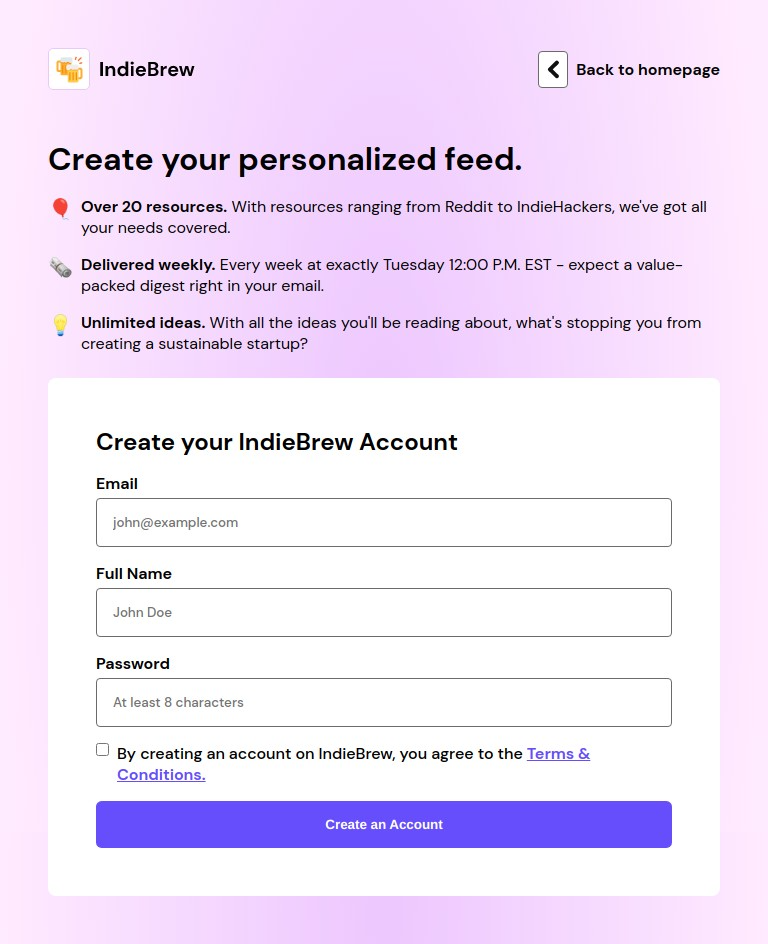 IndieBrew
Back to homepage
Create your personalized feed.
Over 20 resources. With resources ranging from Reddit to IndieHackers, we've got all
your needs covered.
Delivered weekly. Every week at exactly Tuesday 12:00 P.M. EST - expect a value-
packed digest right in your email.
Unlimited ideas. With all the ideas you'll be reading about, what's stopping you from
creating a sustainable startup?
Create your IndieBrew Account
Email
john@example.com
Full Name
John Doe
Password
At least 8 characters
By creating an account on IndieBrew, you agree to the Terms &
Conditions.
Create an Account